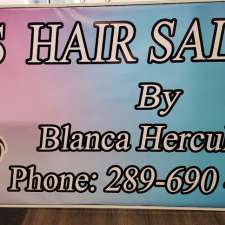 S HAIR SAL
By
Blanca Hercul
Phone: 289-690